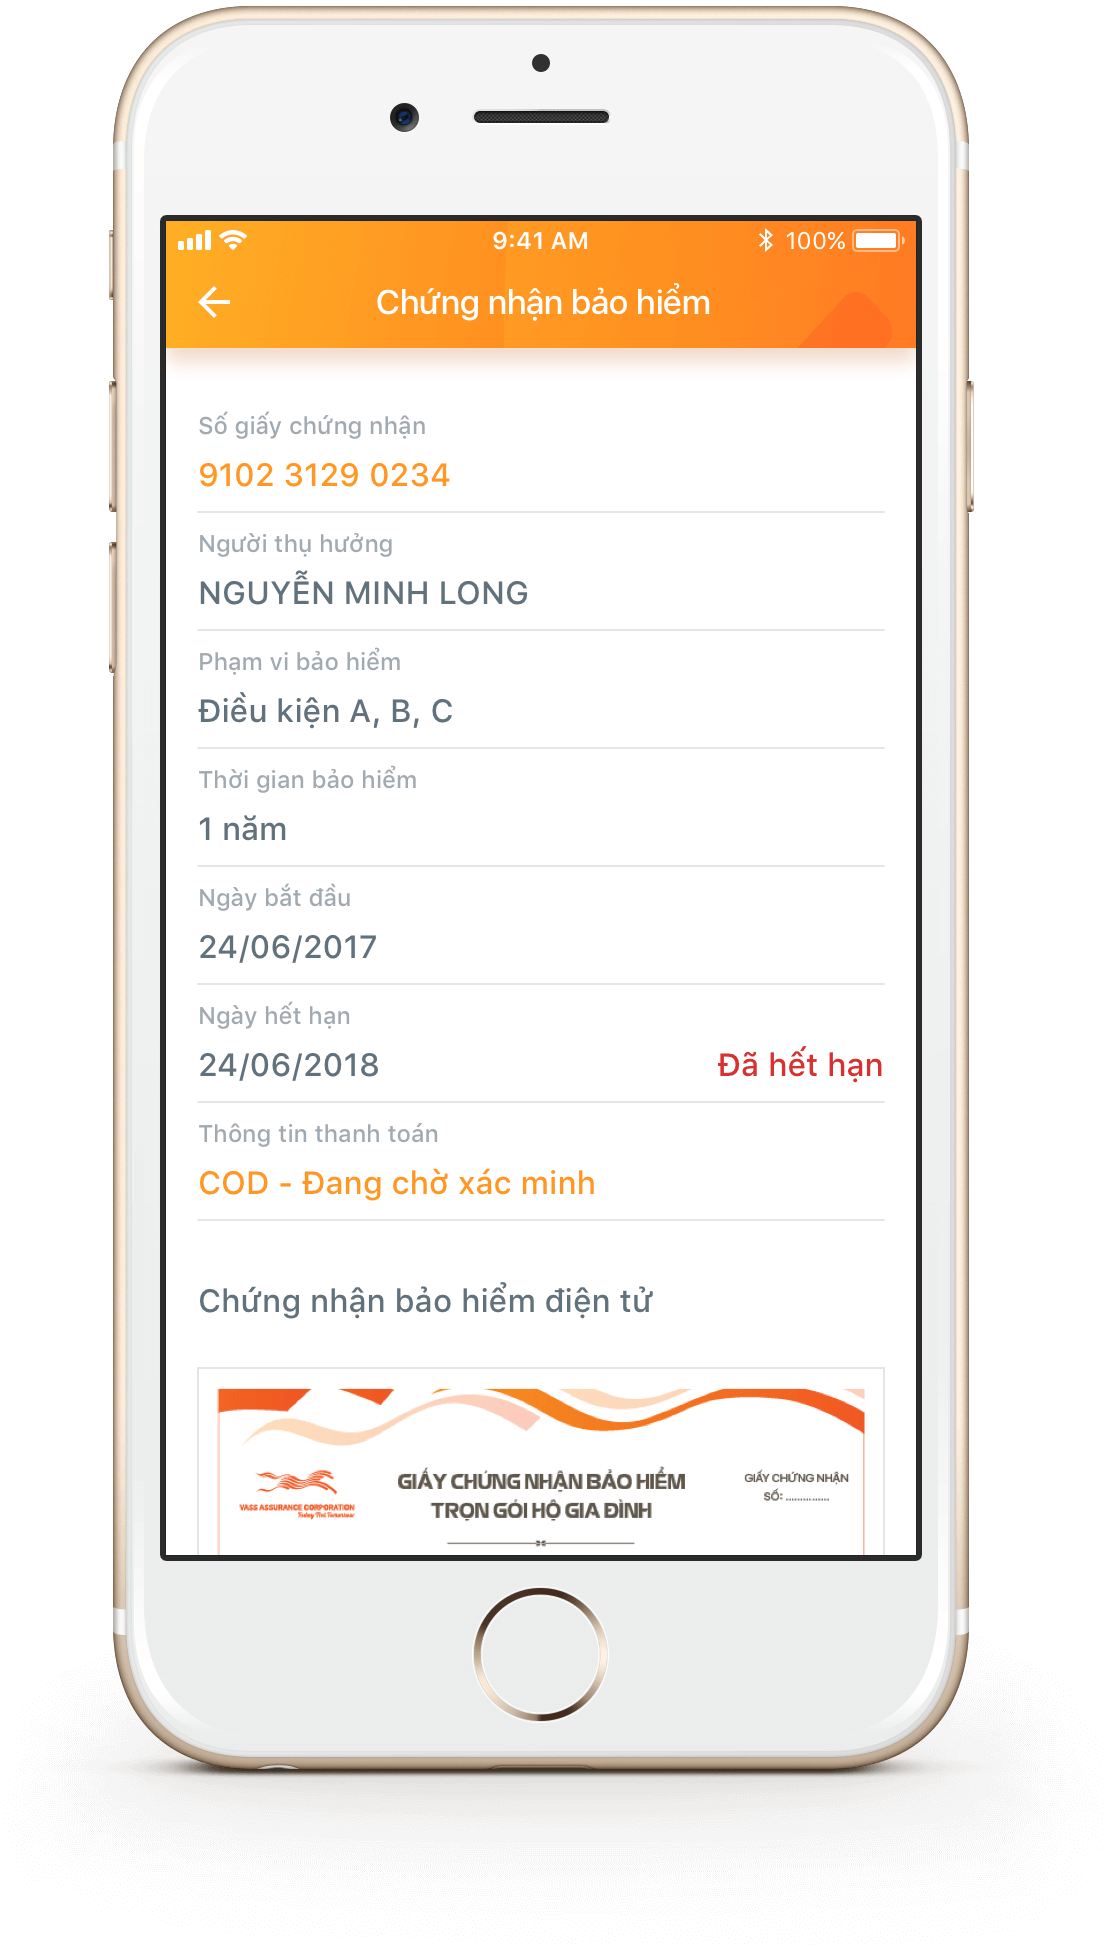 9:41 AM
100%
Chứng nhận bảo hiểm
Số giấy chứng nhận
9102 3129 0234
Người thụ hưởng
NGUYỄN MINH LONG
Phạm vi bảo hiểm
Điều kiện A, B, C
Thời gian bảo hiểm
1 năm
Ngày bắt đầu
24/06/2017
Ngày hết hạn
24/06/2018
Đã hết hạn
Thông tin thanh toán
COD - Đang chờ xác minh
Chứng nhận bảo hiểm điện tử
VASS ASSURANCE CORPORATION
Today First Tomorrow
GIẤY CHỨNG NHẬN BẢO HIỂM
TRỌN GÓI HỘ GIA ĐÌNH
GIẤY CHỨNG NHẬN
SỐ: ...............